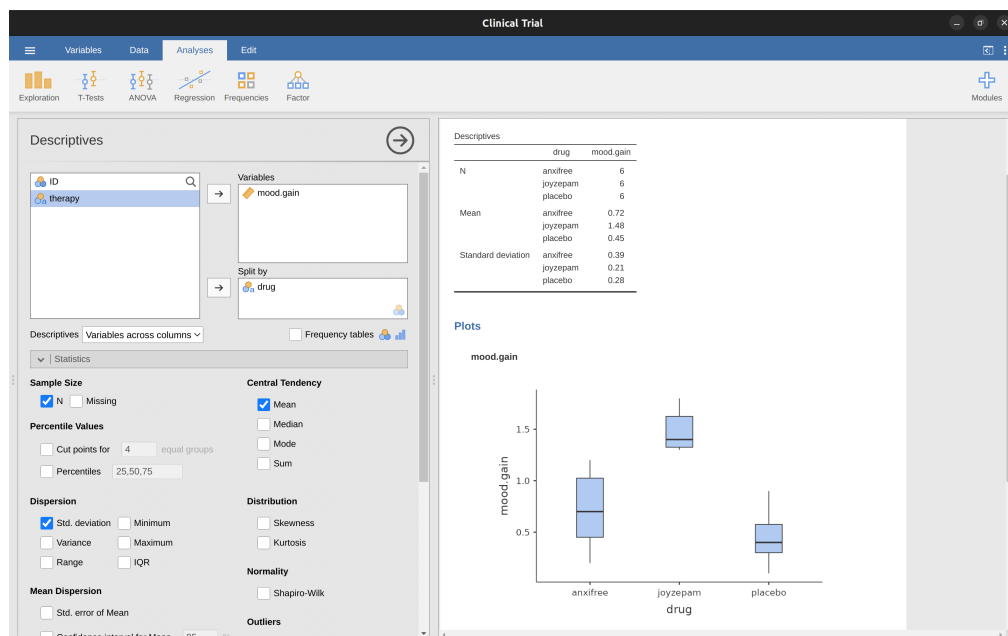 Clinical Trial
Variables Data Analyses Edit
Exploration T-Tests ANOVA Regression Frequencies Factor Modules
Descriptives
ID
therapy
Variables
mood.gain
Split by
drug
Descriptives Variables across columns Frequency tables
Statistics
Sample Size
N Missing
Percentile Values
Cut points for 4 equal groups
Percentiles 25,50,75
Dispersion
Std. deviation Minimum
Variance Maximum
Range IQR
Mean Dispersion
Std. error of Mean
Confidence interval for Mean 95 %
Central Tendency
Mean
Median
Mode
Sum
Distribution
Skewness
Kurtosis
Normality
Shapiro-Wilk
Outliers
Descriptives
drug mood.gain
N anxifree 6
joyzepam 6
placebo 6
Mean anxifree 0.72
joyzepam 1.48
placebo 0.45
Standard deviation anxifree 0.39
joyzepam 0.21
placebo 0.28
Plots
mood.gain
mood.gain
1.5
1.0
0.5
anxifree joyzepam placebo
drug